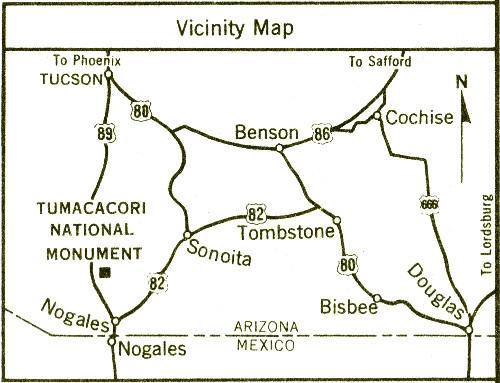 Vicinity Map
To Phoenix
To Safford
TUCSON
N
80
89
Benson
86
Cochise
TUMACACORI
NATIONAL
MONUMENT
82
Tombstone
666
To Lordsburg
Sonoita
82
80
Douglas
Bisbee
Nogales
ARIZONA
MEXICO
Nogales